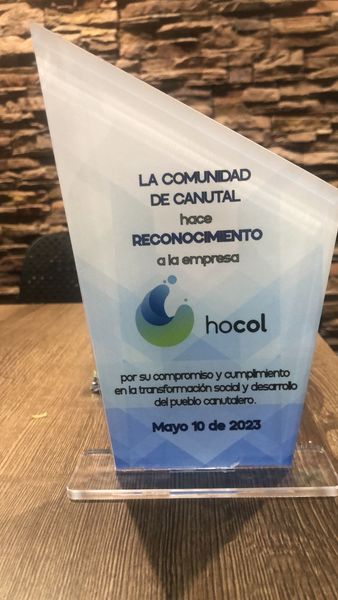 LA COMUNIDAD
DE CANUTAL
hace
RECONOCIMIENTO
a la empresa
hocol
por su compromiso y cumplimiento
en la transformación social y desarrollo
del pueblo canutalero.
Mayo 10 de 2023